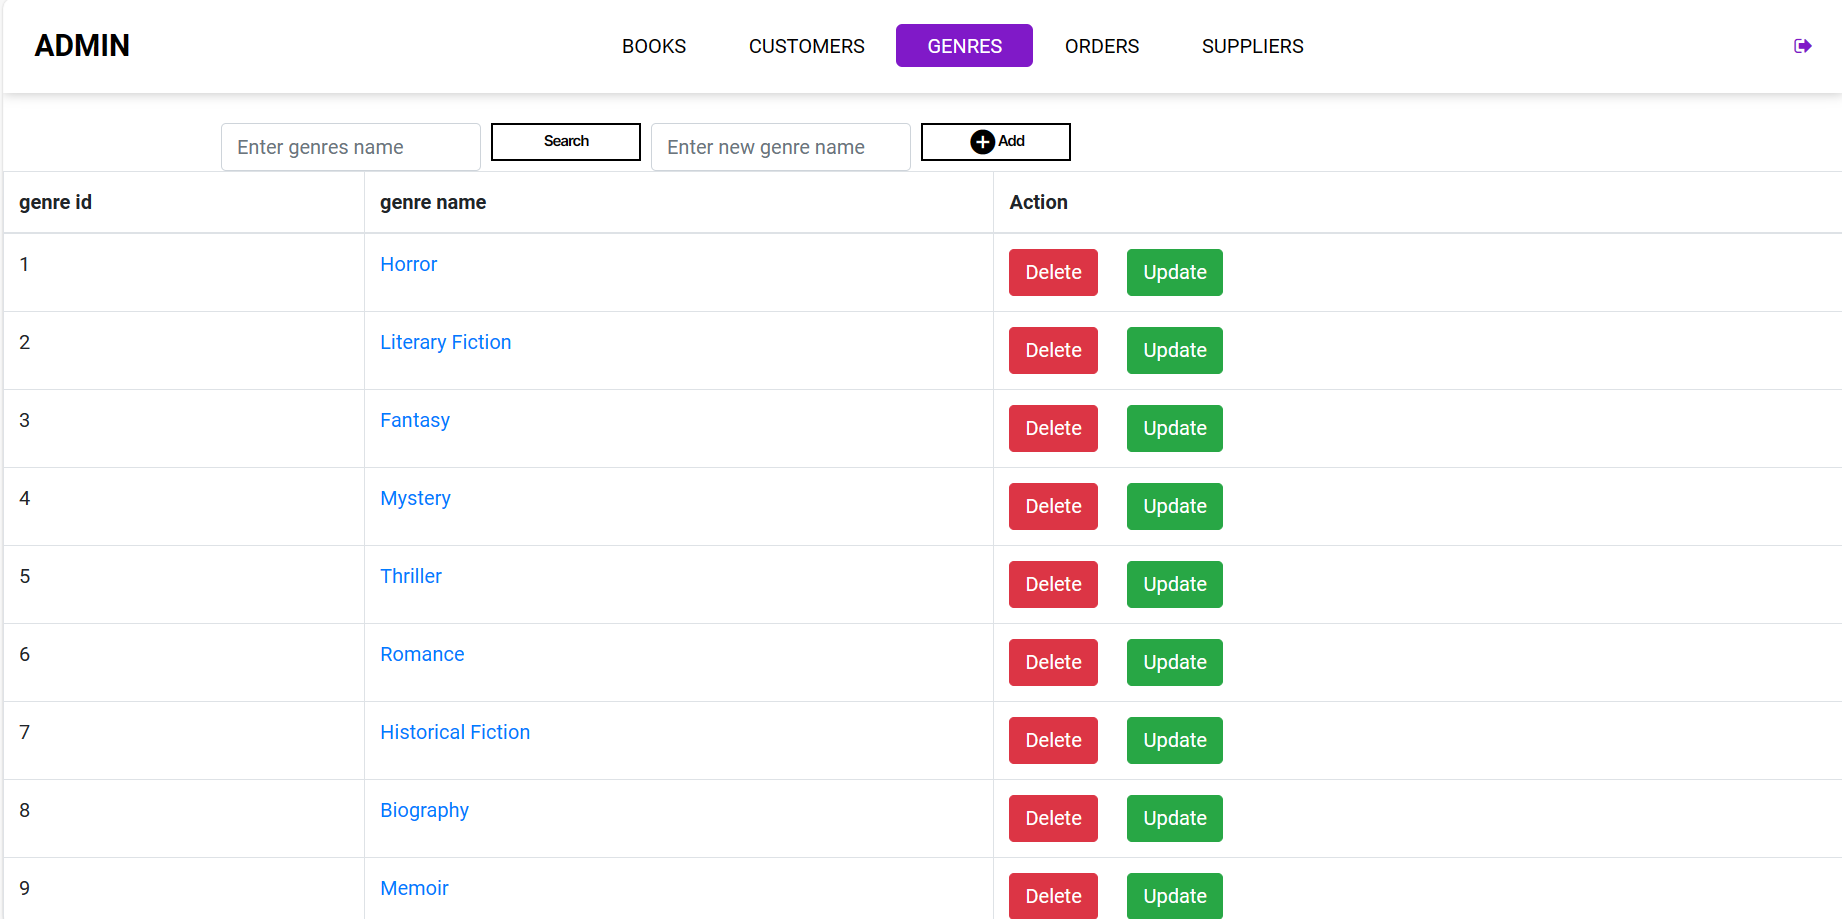 ADMIN BOOKS CUSTOMERS GENRES ORDERS SUPPLIERS
Enter genres name Search Enter new genre name Add
genre id genre name Action
1 Horror Delete Update
2 Literary Fiction Delete Update
3 Fantasy Delete Update
4 Mystery Delete Update
5 Thriller Delete Update
6 Romance Delete Update
7 Historical Fiction Delete Update
8 Biography Delete Update
9 Memoir Delete Update